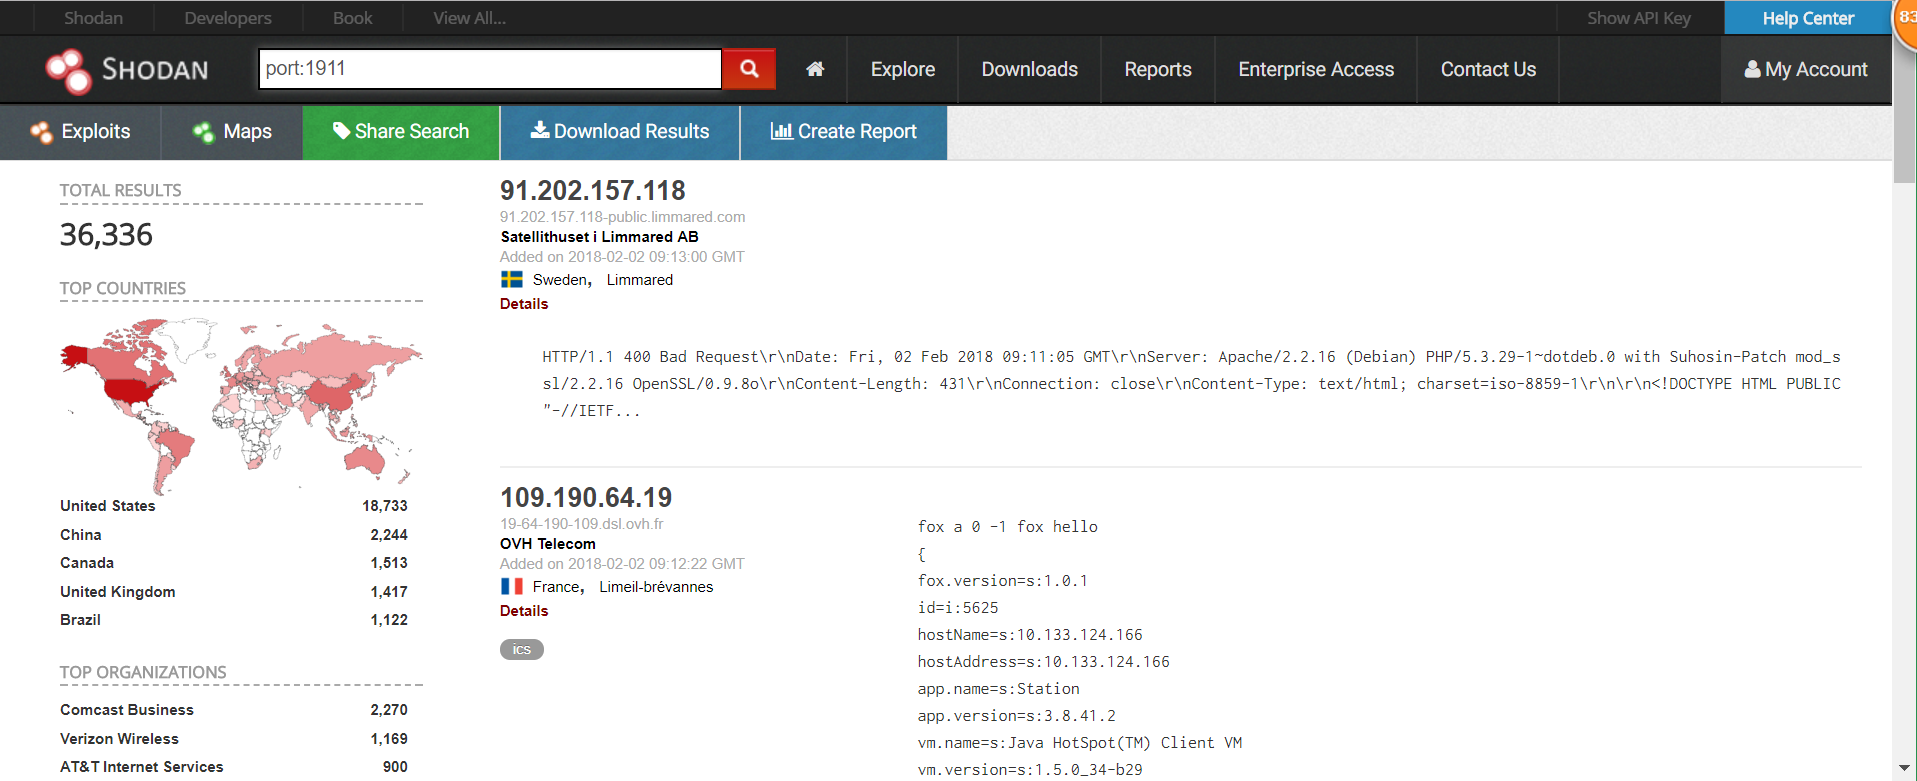 Shodan Developers Book View All... Show API Key Help Center 83
SHODAN port:1911 Explore Downloads Reports Enterprise Access Contact Us My Account
Exploits Maps Share Search Download Results Create Report
TOTAL RESULTS
36,336
TOP COUNTRIES
United States 18,733
China 2,244
Canada 1,513
United Kingdom 1,417
Brazil 1,122
TOP ORGANIZATIONS
Comcast Business 2,270
Verizon Wireless 1,169
AT&T Internet Services 900
91.202.157.118
91.202.157.118-public.limmared.com
Satellithuset i Limmared AB
Added on 2018-02-02 09:13:00 GMT
Sweden, Limmared
Details
HTTP/1.1 400 Bad Request\r\nDate: Fri, 02 Feb 2018 09:11:05 GMT\r\nServer: Apache/2.2.16 (Debian) PHP/5.3.29-1~dotdeb.0 with Suhosin-Patch mod_s
sl/2.2.16 OpenSSL/0.9.8o\r\nContent-Length: 431\r\nConnection: close\r\nContent-Type: text/html; charset=iso-8859-1\r\n\r\n<!DOCTYPE HTML PUBLIC
"-//IETF...
109.190.64.19
19-64-190-109.dsl.ovh.fr
OVH Telecom
Added on 2018-02-02 09:12:22 GMT
France, Limeil-brévannes
Details
ics
fox a 0 -1 fox hello
{
fox.version=s:1.0.1
id=i:5625
hostName=s:10.133.124.166
hostAddress=s:10.133.124.166
app.name=s:Station
app.version=s:3.8.41.2
vm.name=s:Java HotSpot(TM) Client VM
vm.version=s:1.5.0_34-b29